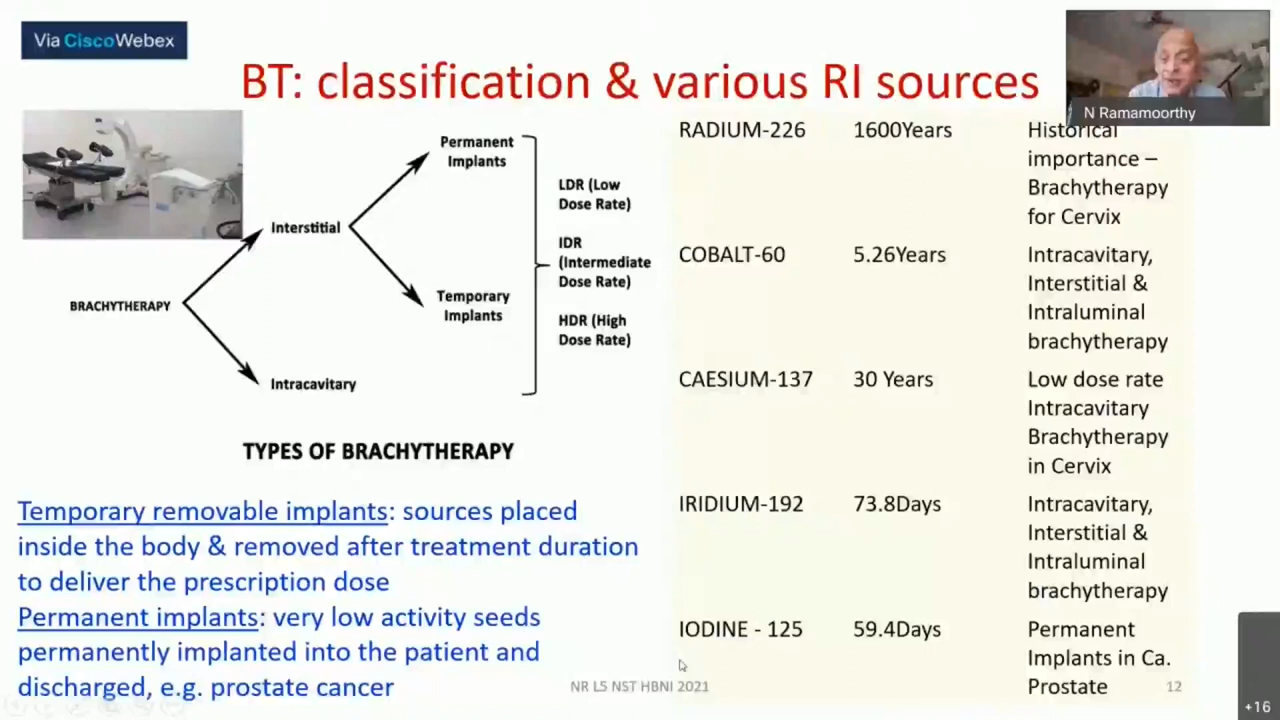 Via CiscoWebex
N Ramamoorthy
BT: classification & various RI sources
BRACHYTHERAPY
Interstitial
Intracavitary
Permanent
Implants
Temporary
Implants
LDR (Low
Dose Rate)
IDR
(Intermediate
Dose Rate)
HDR (High
Dose Rate)
TYPES OF BRACHYTHERAPY
Temporary removable implants: sources placed
inside the body & removed after treatment duration
to deliver the prescription dose
Permanent implants: very low activity seeds
permanently implanted into the patient and
discharged, e.g. prostate cancer
RADIUM-226 1600Years Historical
importance –
Brachytherapy
for Cervix
COBALT-60 5.26Years Intracavitary,
Interstitial &
Intraluminal
brachytherapy
CAESIUM-137 30 Years Low dose rate
Intracavitary
Brachytherapy
in Cervix
IRIDIUM-192 73.8Days Intracavitary,
Interstitial &
Intraluminal
brachytherapy
IODINE - 125 59.4Days Permanent
Implants in Ca.
Prostate
NR L5 NST HBNI 2021
12
+16